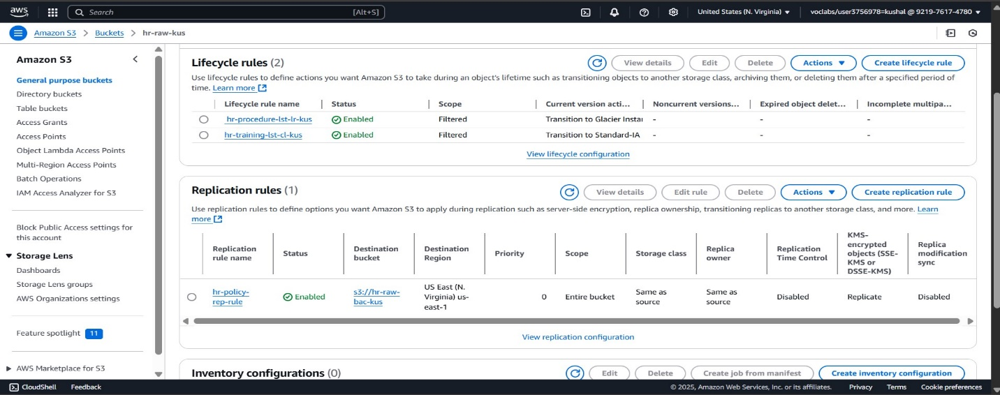 aws
Search [Alt+S]
United States (N. Virginia)
voclabs/user3756978=kushal @ 9219-7617-4780
Amazon S3 > Buckets > hr-raw-kus
Amazon S3
General purpose buckets
Directory buckets
Table buckets
Access Grants
Access Points
Object Lambda Access Points
Multi-Region Access Points
Batch Operations
IAM Access Analyzer for S3
Block Public Access settings for
this account
Storage Lens
Dashboards
Storage Lens groups
AWS Organizations settings
Feature spotlight 11
AWS Marketplace for S3
Lifecycle rules (2)
View details Edit Delete Actions Create lifecycle rule
Use lifecycle rules to define actions you want Amazon S3 to take during an object's lifetime such as transitioning objects to another storage class, archiving them, or deleting them after a specified period of
time. Learn more
Lifecycle rule name Status Scope Current version acti... Noncurrent versions... Expired object delet... Incomplete multipa...
hr-procedure-lst-lr-kus Enabled Filtered Transition to Glacier Instan - - -
hr-training-lst-cl-kus Enabled Filtered Transition to Standard-IA - - -
View lifecycle configuration
Replication rules (1)
View details Edit rule Delete Actions Create replication rule
Use replication rules to define options you want Amazon S3 to apply during replication such as server-side encryption, replica ownership, transitioning replicas to another storage class, and more. Learn
more
Replication
rule name
Status
Destination
bucket
Destination
Region
Priority
Scope
Storage class
Replica
owner
Replication
Time Control
KMS-
encrypted
objects (SSE-
KMS or
DSSE-KMS)
Replica
modification
sync
hr-policy-
rep-rule
Enabled
s3://hr-raw-
bac-kus
US East (N.
Virginia) us-
east-1
0
Entire bucket
Same as
source
Same as
source
Disabled
Replicate
Disabled
View replication configuration
Inventory configurations (0)
Edit Delete Create job from manifest Create inventory configuration
CloudShell Feedback
© 2025, Amazon Web Services, Inc. or its affiliates. Privacy Terms Cookie preferences